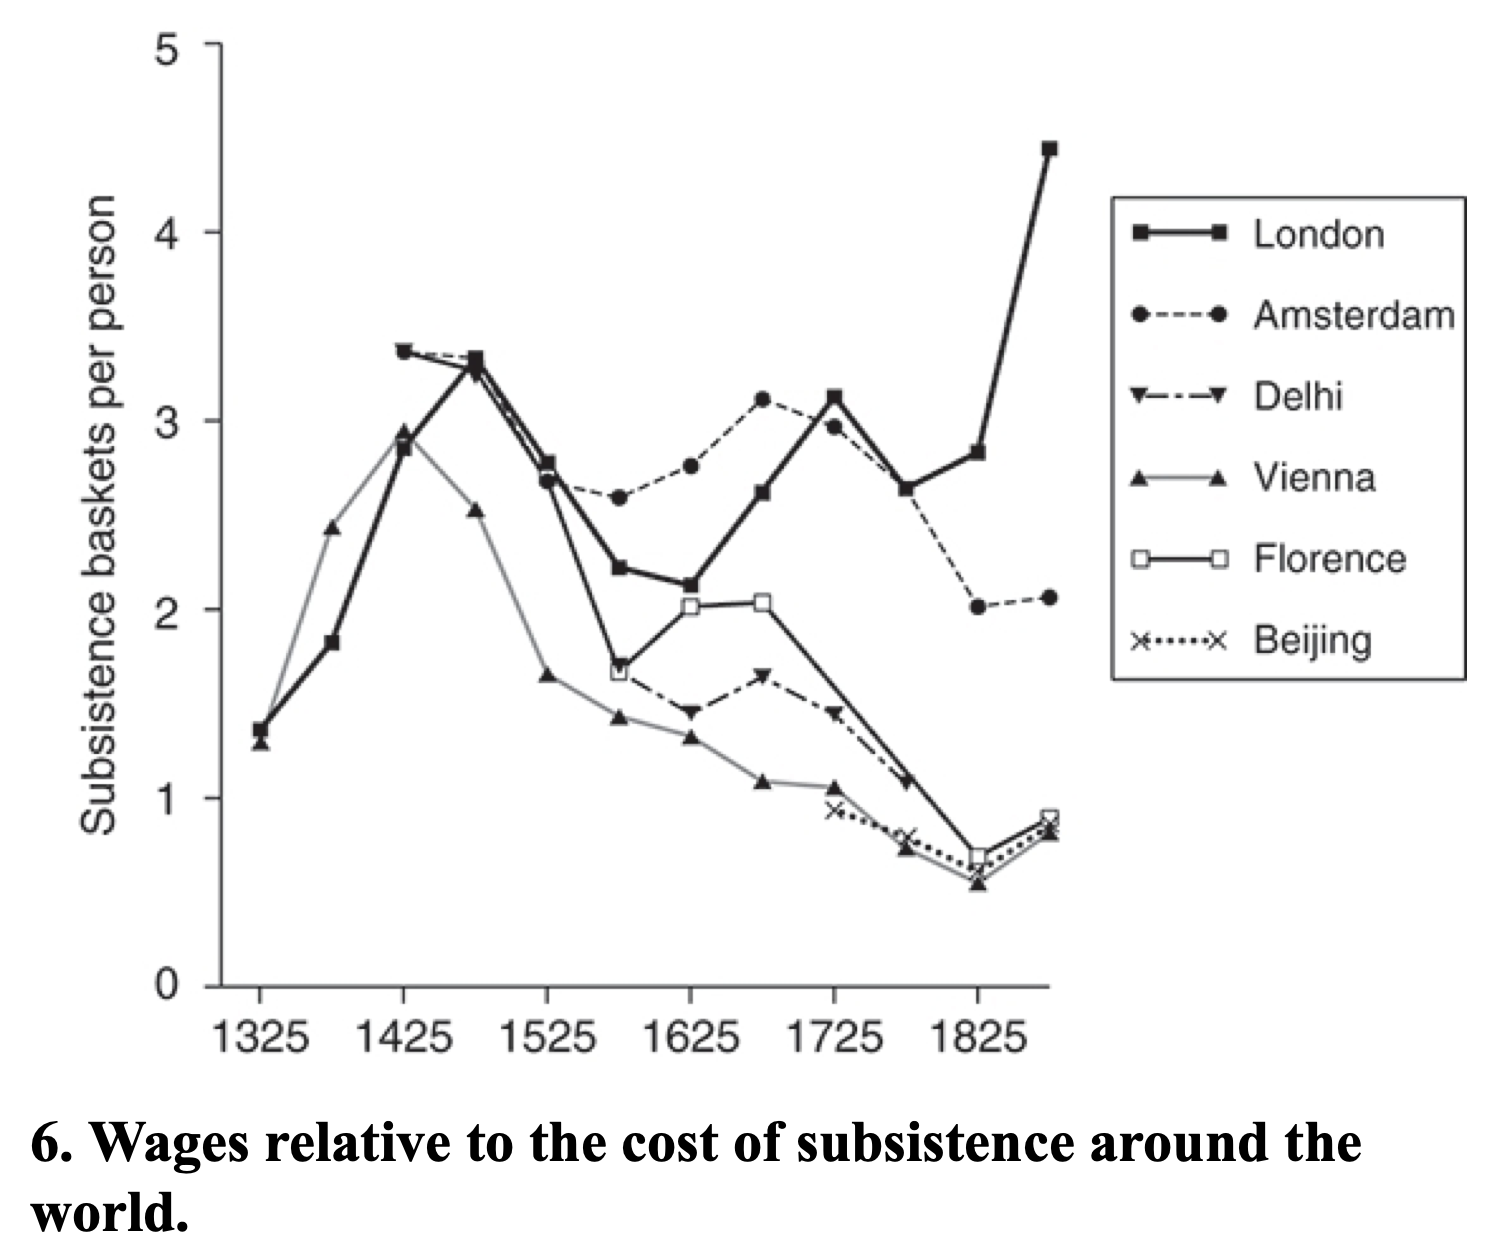 5
4
3
2
1
0
Subsistence baskets per person
1325 1425 1525 1625 1725 1825
London
Amsterdam
Delhi
Vienna
Florence
Beijing
6. Wages relative to the cost of subsistence around the
world.